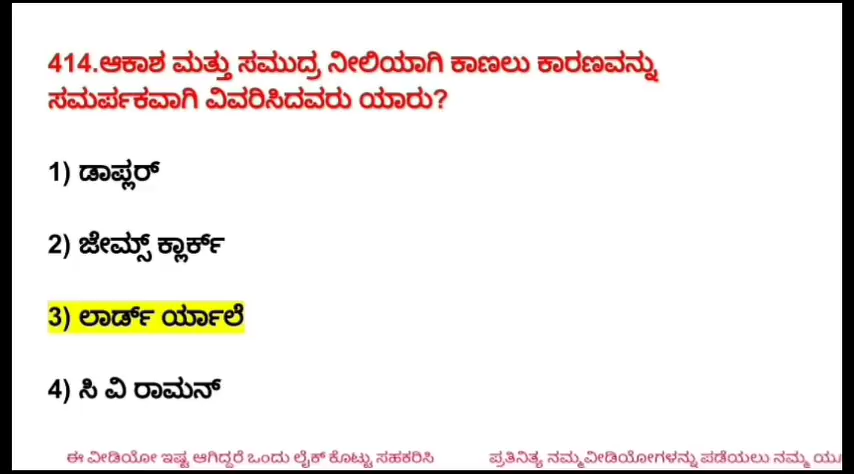 414.ಆಕಾಶ ಮತ್ತು ಸಮುದ್ರ ನೀಲಿಯಾಗಿ ಕಾಣಲು ಕಾರಣವನ್ನು
ಸಮರ್ಪಕವಾಗಿ ವಿವರಿಸಿದವರು ಯಾರು?
1) ಡಾಪ್ಲರ್
2) ಜೇಮ್ಸ್ ಕ್ಲಾರ್ಕ್
3) ಲಾರ್ಡ್ ರ್ಯಾಲೆ
4) ಸಿ ವಿ ರಾಮನ್
ಈ ವೀಡಿಯೋ ಇಷ್ಟ ಆಗಿದ್ದರೆ ಒಂದು ಲೈಕ್ ಕೊಟ್ಟು ಸಹಕರಿಸಿ ಪ್ರತಿನಿತ್ಯ ನಮ್ಮ ವೀಡಿಯೋಗಳನ್ನು ಪಡೆಯಲು ನಮ್ಮ